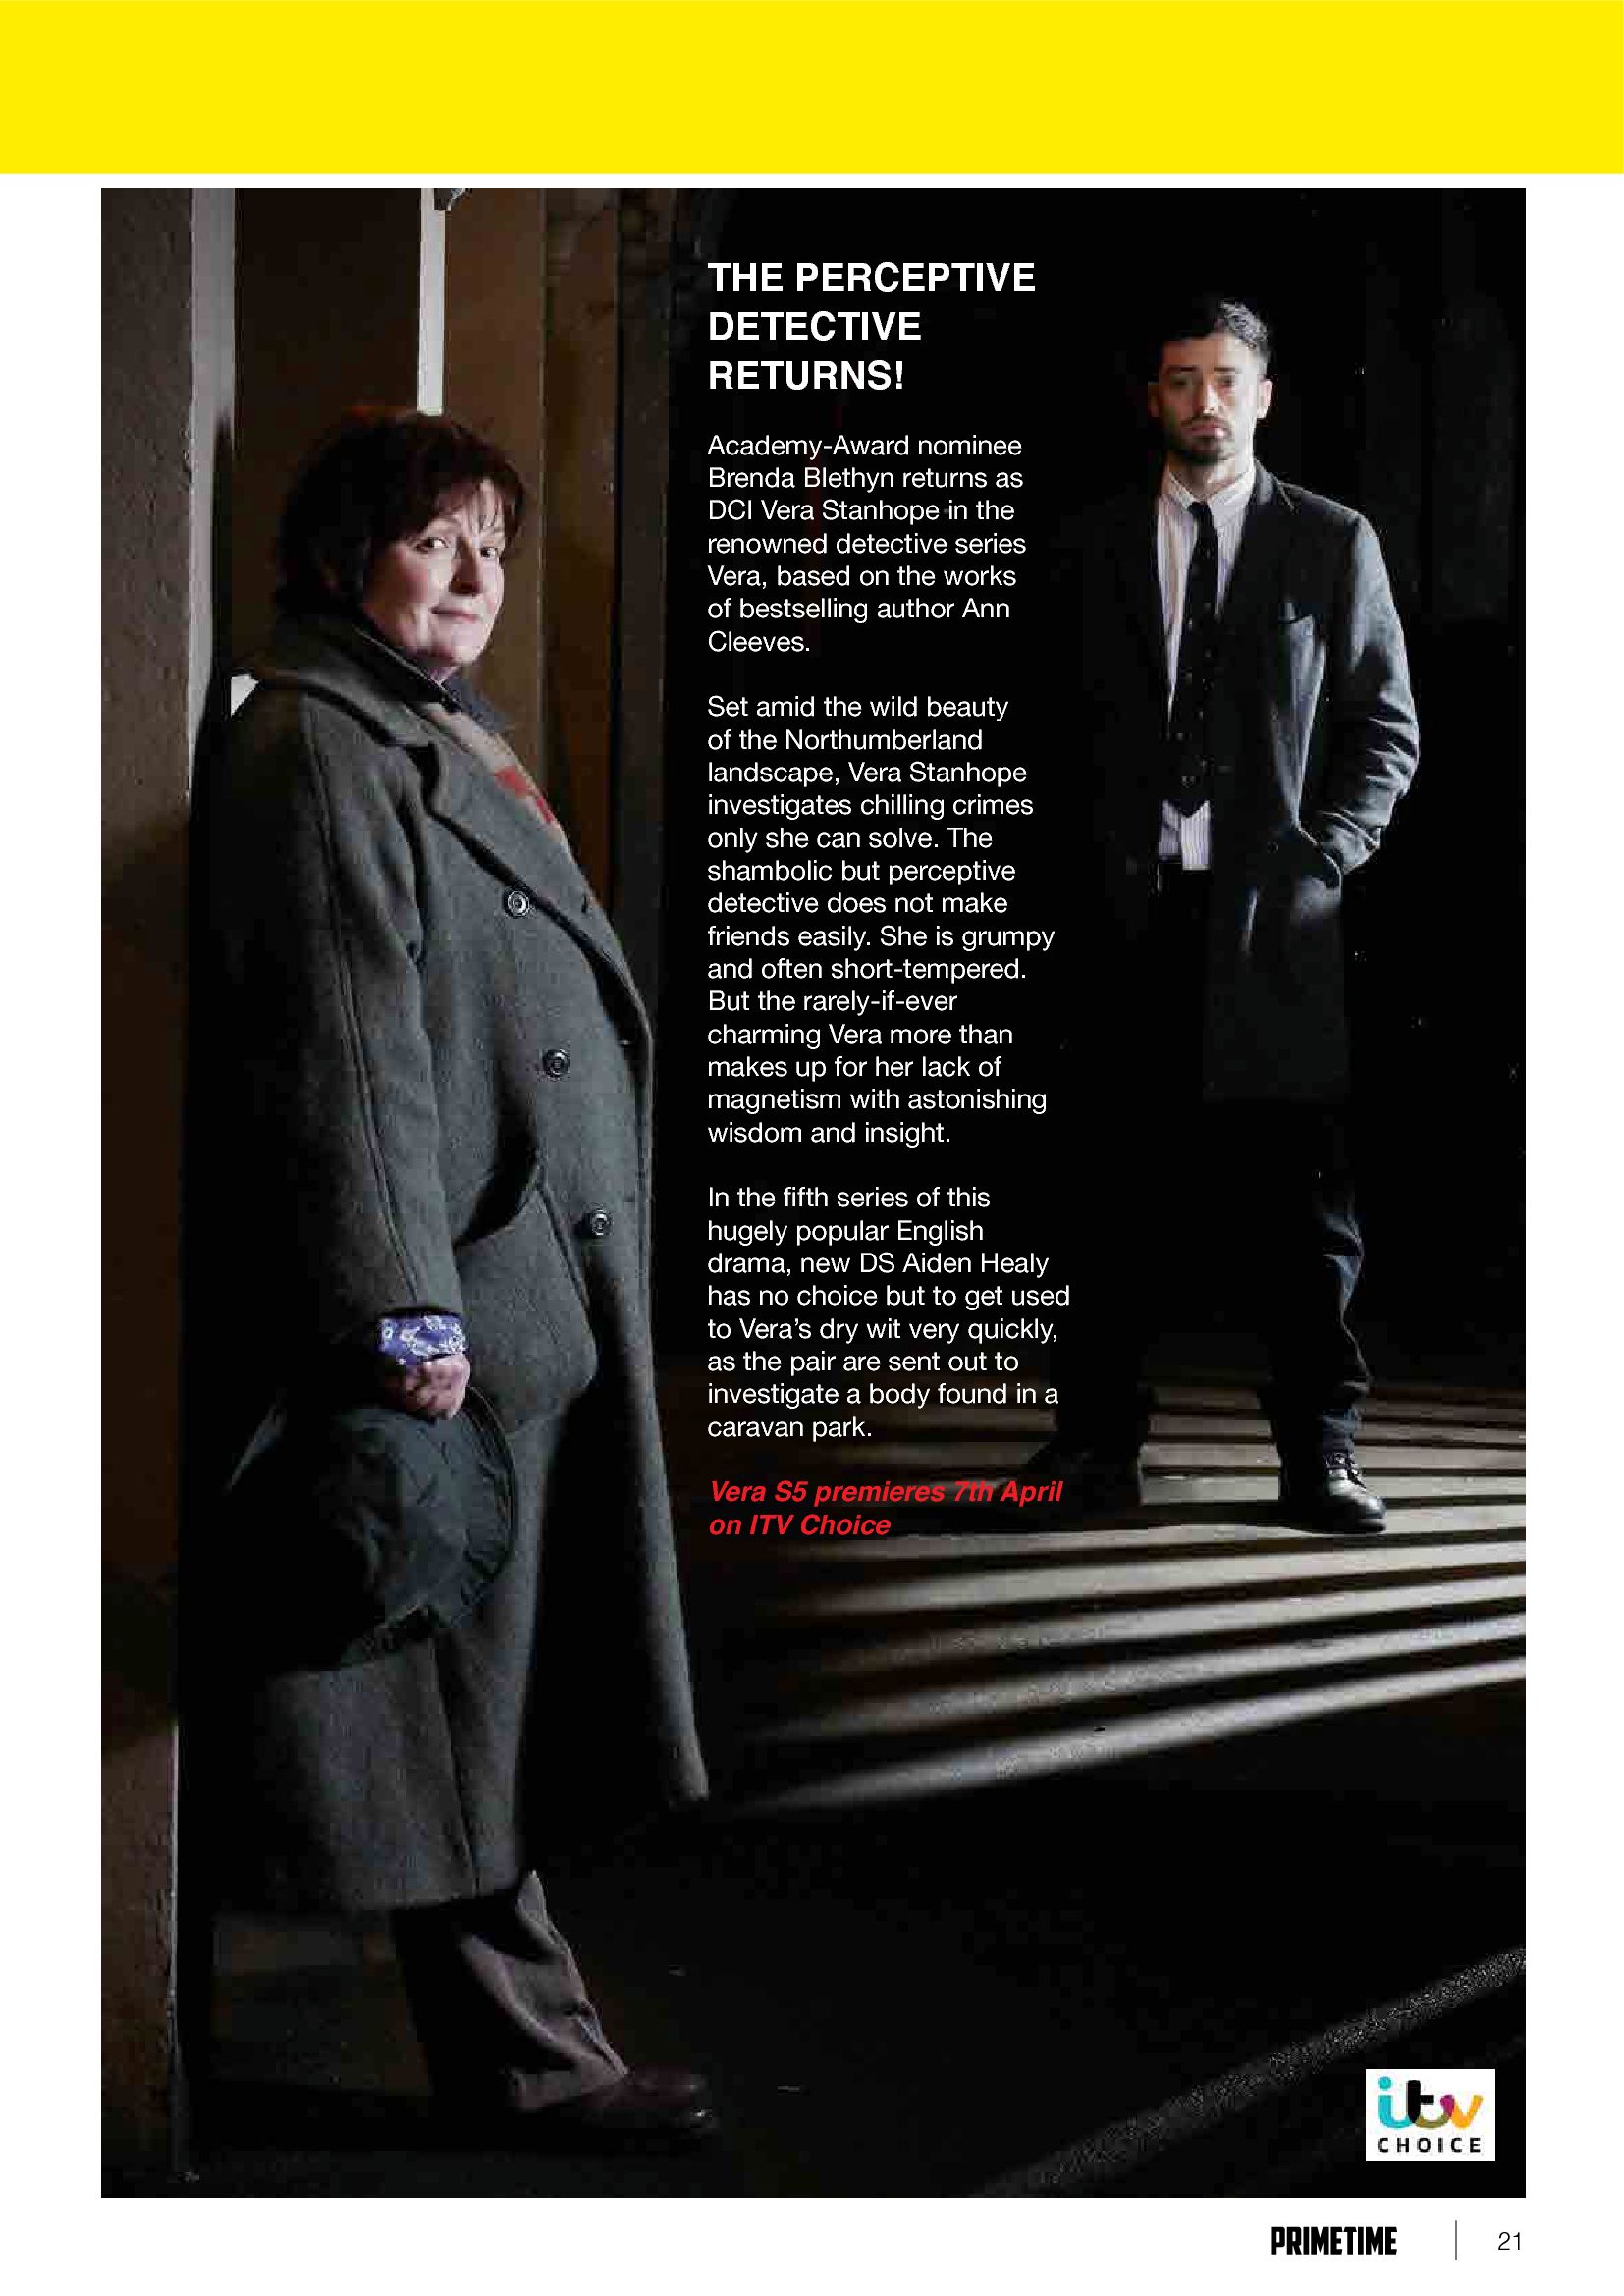 THE PERCEPTIVE
DETECTIVE
RETURNS!
Academy-Award nominee
Brenda Blethyn returns as
DCI Vera Stanhope in the
renowned detective series
Vera, based on the works
of bestselling author Ann
Cleeves.
Set amid the wild beauty
of the Northumberland
landscape, Vera Stanhope
investigates chilling crimes
only she can solve. The
shambolic but perceptive
detective does not make
friends easily. She is grumpy
and often short-tempered.
But the rarely-if-ever
charming Vera more than
makes up for her lack of
magnetism with astonishing
wisdom and insight.
In the fifth series of this
hugely popular English
drama, new DS Aiden Healy
has no choice but to get used
to Vera’s dry wit very quickly,
as the pair are sent out to
investigate a body found in a
caravan park.
Vera S5 premieres 7th April
on ITV Choice
itv
CHOICE
PRIMETIME 21